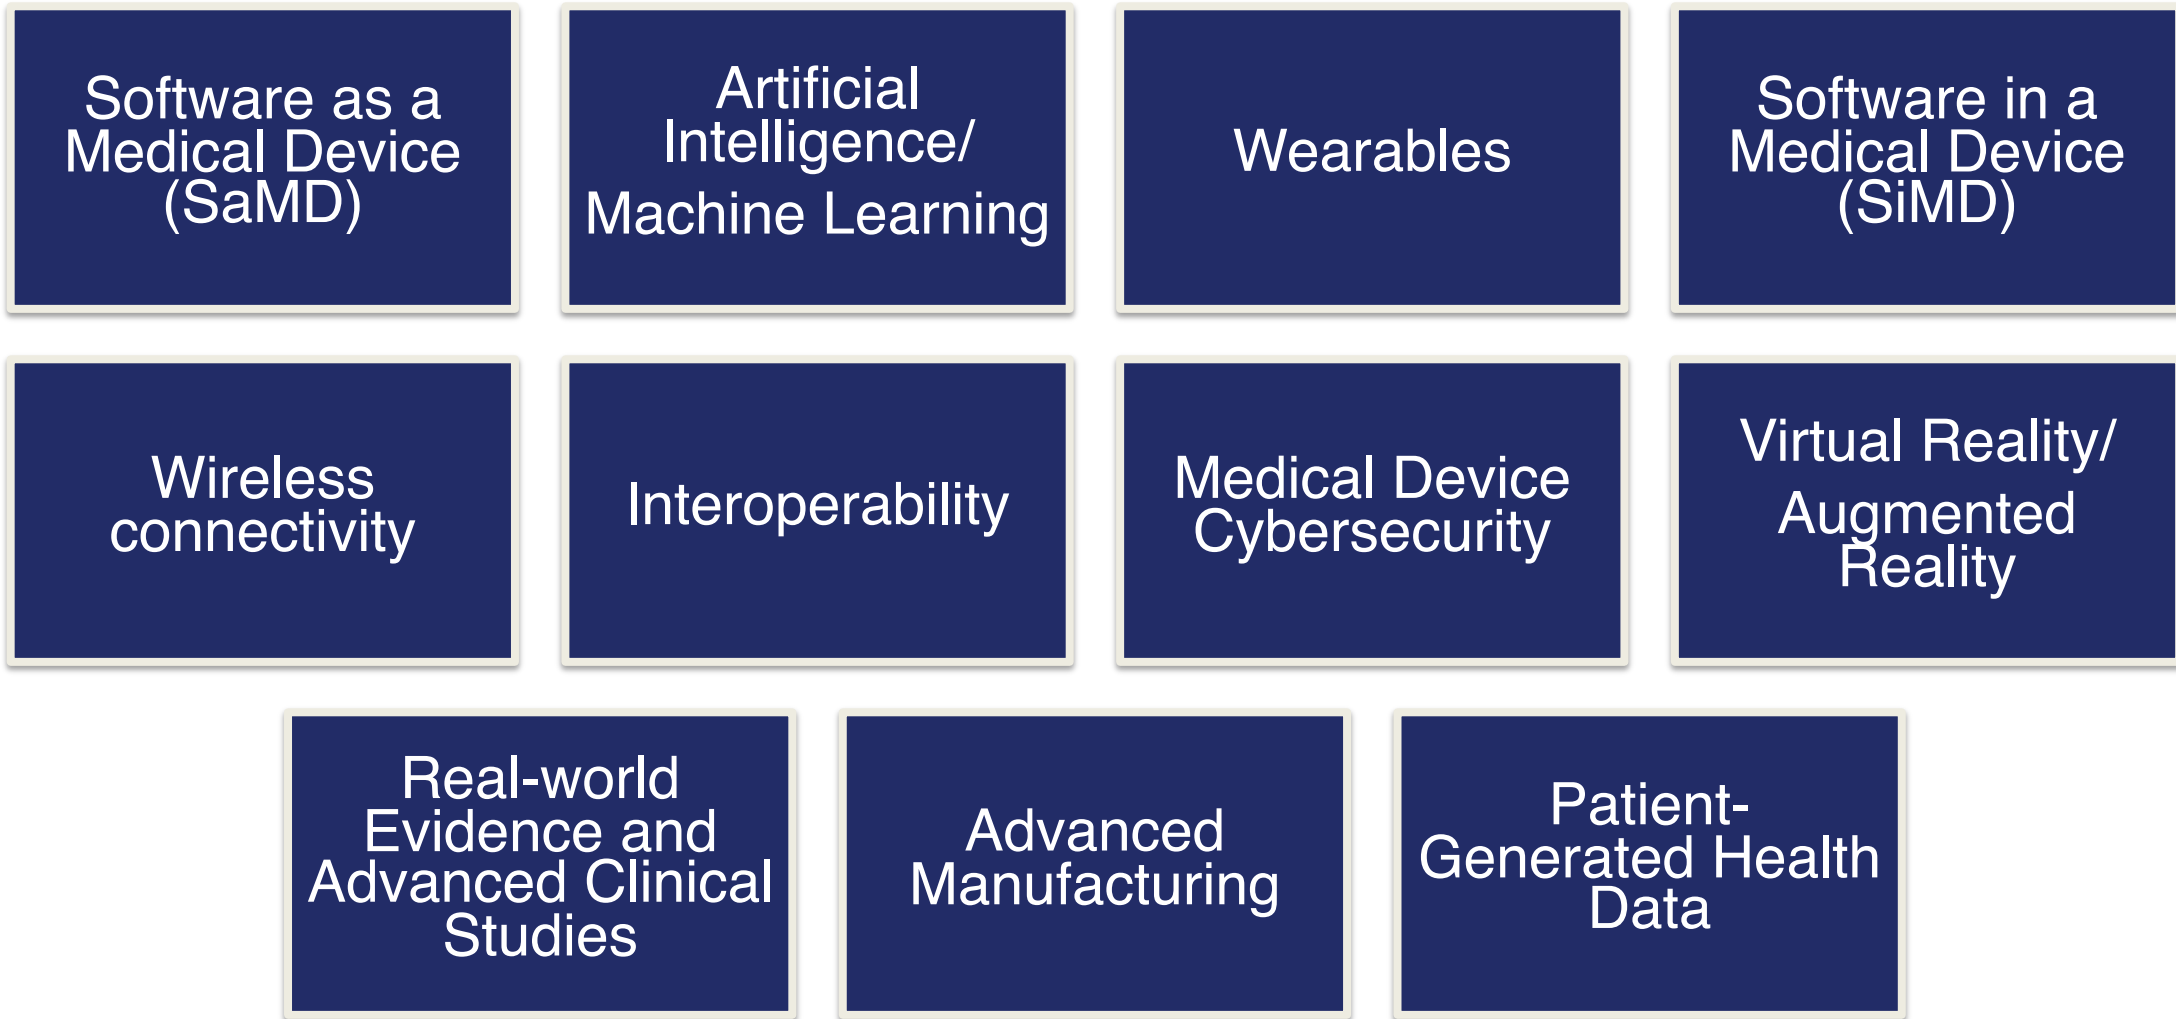 Software as a
Medical Device
(SaMD)
Artificial
Intelligence/
Machine Learning
Wearables
Software in a
Medical Device
(SiMD)
Wireless
connectivity
Interoperability
Medical Device
Cybersecurity
Virtual Reality/
Augmented
Reality
Real-world
Evidence and
Advanced Clinical
Studies
Advanced
Manufacturing
Patient-
Generated Health
Data